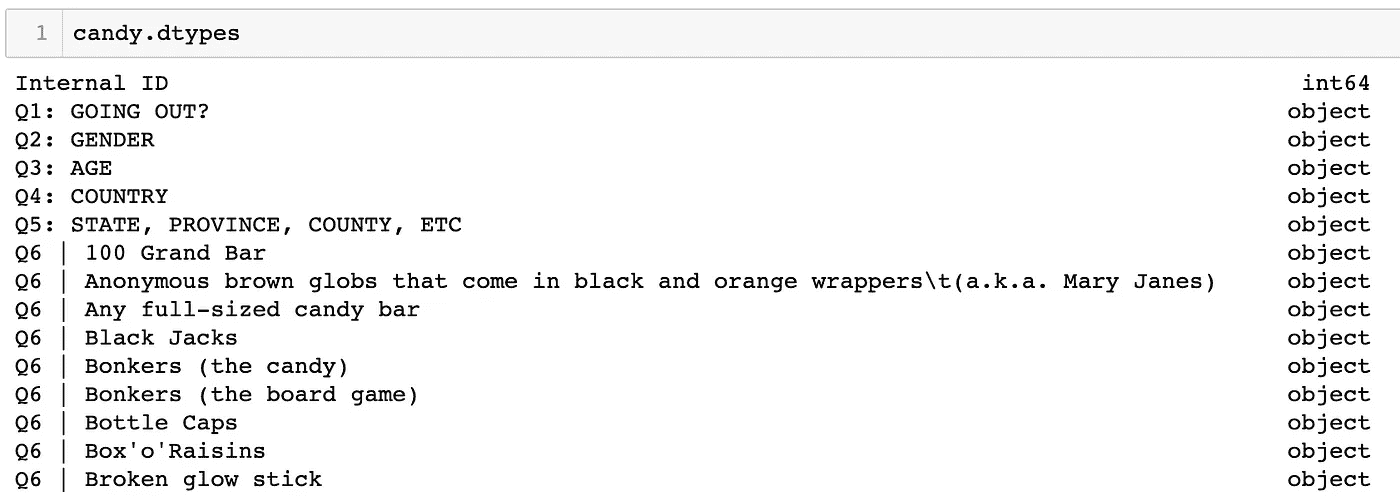 1 candy.dtypes
Internal ID int64
Q1: GOING OUT? object
Q2: GENDER object
Q3: AGE object
Q4: COUNTRY object
Q5: STATE, PROVINCE, COUNTY, ETC object
Q6 | 100 Grand Bar object
Q6 | Anonymous brown globs that come in black and orange wrappers\t(a.k.a. Mary Janes) object
Q6 | Any full-sized candy bar object
Q6 | Black Jacks object
Q6 | Bonkers (the candy) object
Q6 | Bonkers (the board game) object
Q6 | Bottle Caps object
Q6 | Box'o'Raisins object
Q6 | Broken glow stick object